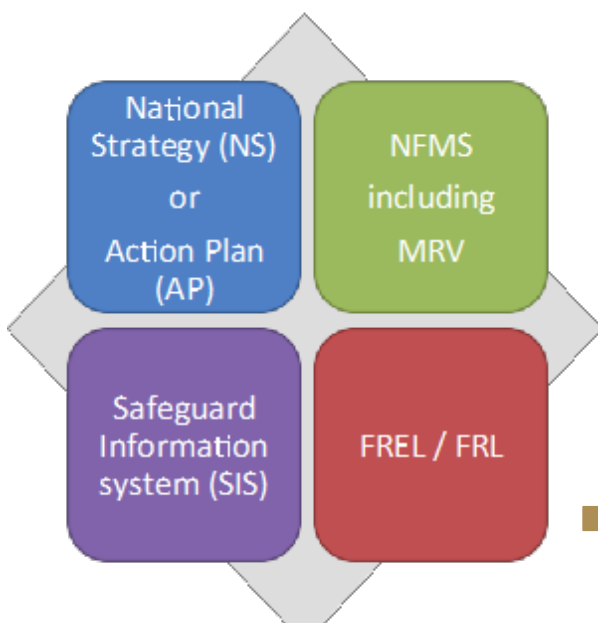 National
Strategy (NS)
or
Action Plan
(AP)
NFMS
including
MRV
Safeguard
Information
system (SIS)
FREL / FRL